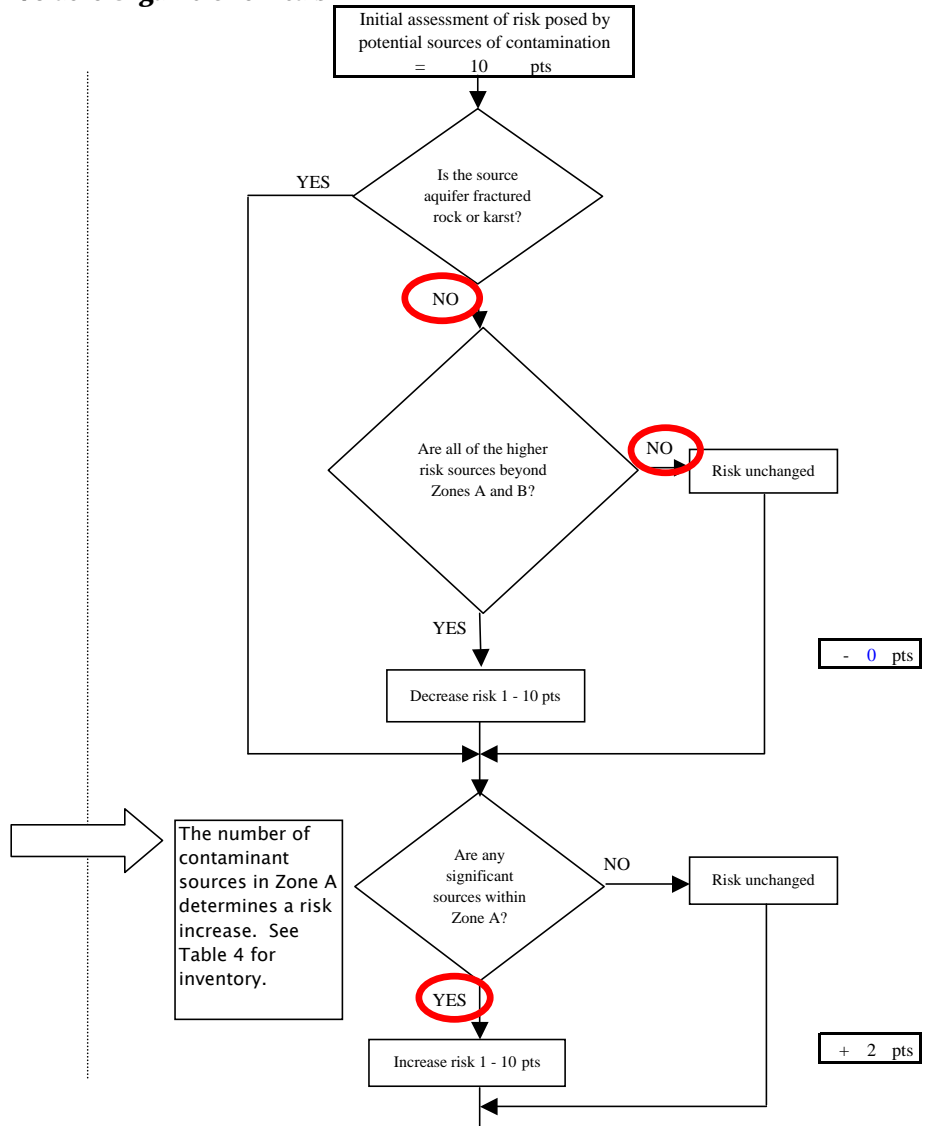 Initial assessment of risk posed by
potential sources of contamination
= 10 pts
YES
Is the source
aquifer fractured
rock or karst?
NO
Are all of the higher
risk sources beyond
Zones A and B?
NO
Risk unchanged
YES
- 0 pts
Decrease risk 1 - 10 pts
The number of
contaminant
sources in Zone A
determines a risk
increase. See
Table 4 for
inventory.
Are any
significant
sources within
Zone A?
NO
Risk unchanged
YES
+ 2 pts
Increase risk 1 - 10 pts